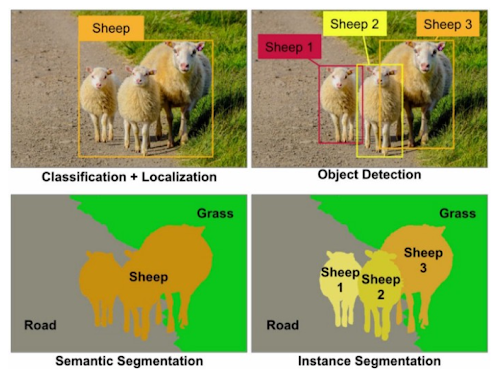 Sheep
Sheep 1
Sheep 2
Sheep 3
Classification + Localization
Object Detection
Grass
Sheep
Road
Grass
Sheep
1
Sheep
2
Sheep
3
Road
Semantic Segmentation
Instance Segmentation